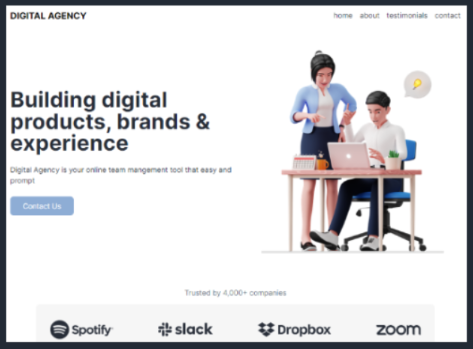 DIGITAL AGENCY
home about testimonials contact
Building digital
products, brands &
experience
Digital Agency is your online team mangement tool that easy and
prompt
Contact Us
Trusted by 4,000+ companies
Spotify slack Dropbox zoom